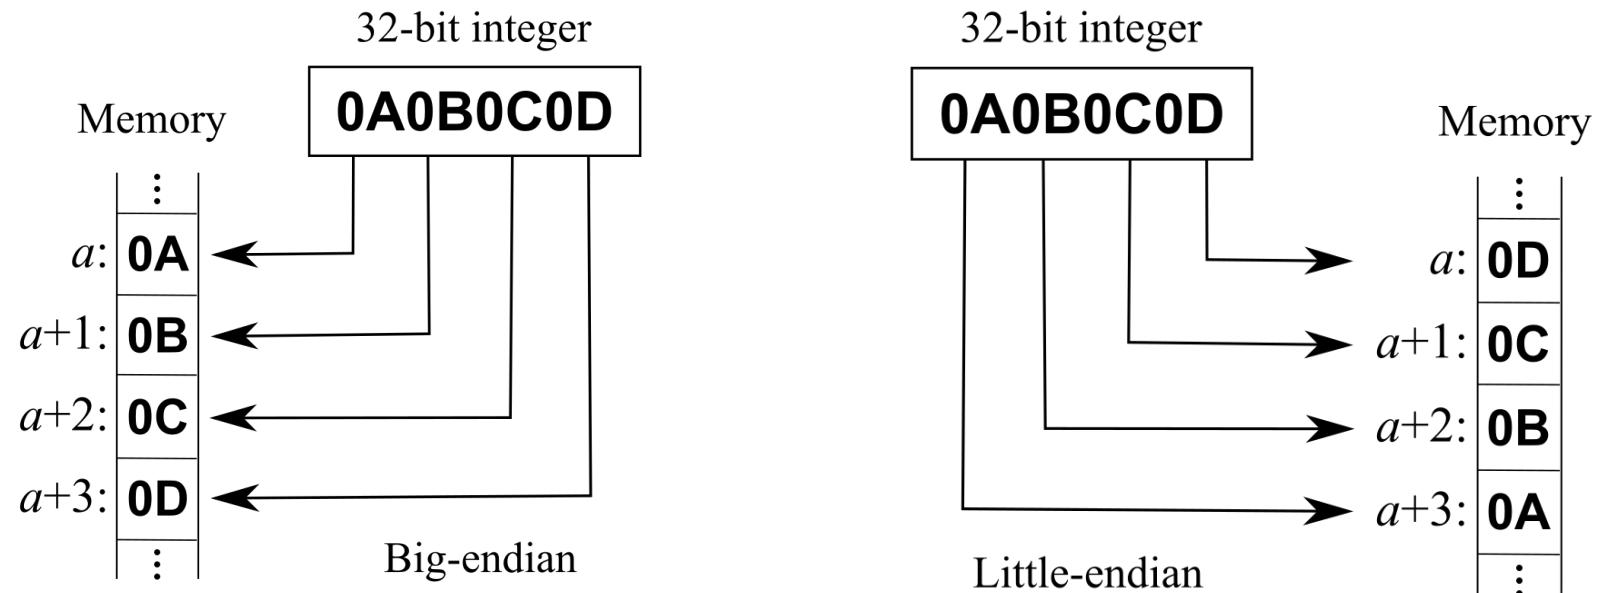 32-bit integer
0A0B0C0D
Memory
⋮
a: 0A
a+1: 0B
a+2: 0C
a+3: 0D
⋮
Big-endian
32-bit integer
0A0B0C0D
Memory
⋮
a: 0D
a+1: 0C
a+2: 0B
a+3: 0A
⋮
Little-endian